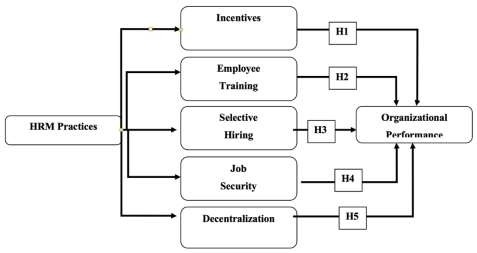 Incentives
H1
Employee
Training
H2
HRM Practices
Selective
Hiring
H3
Organizational
Performance
Job
Security
H4
Decentralization
H5